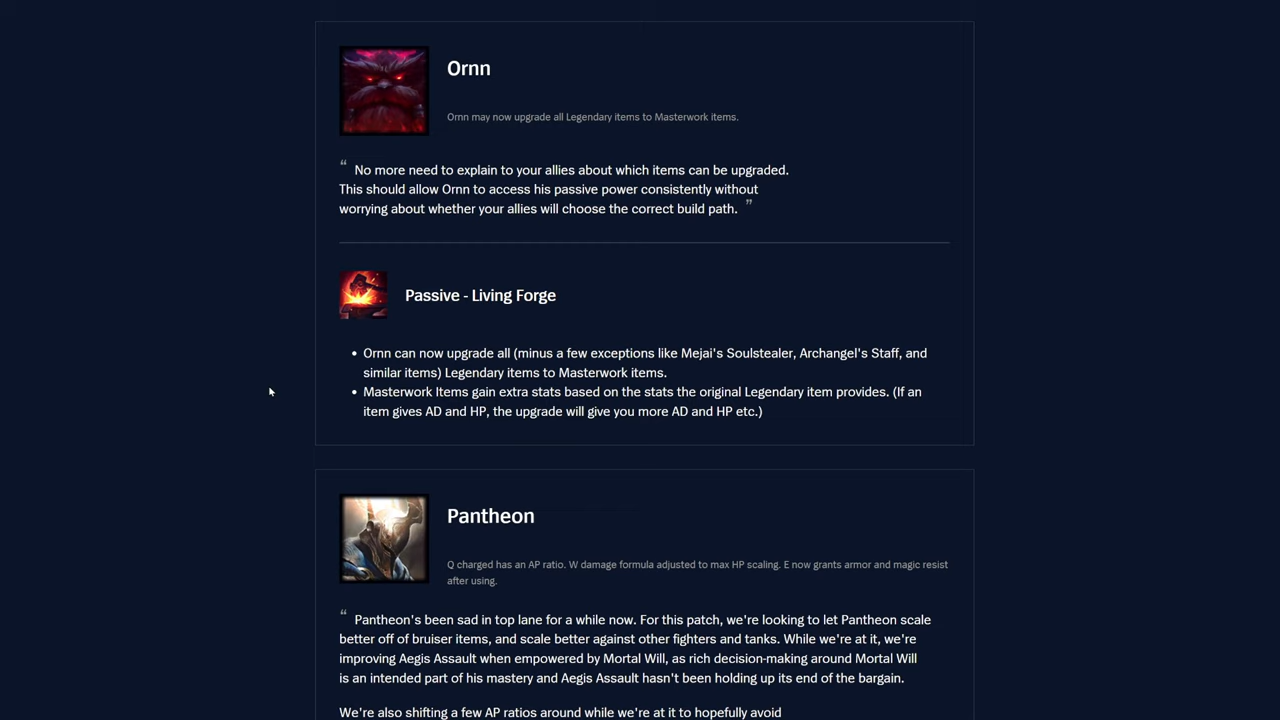 Ornn
Ornn may now upgrade all Legendary items to Masterwork items.
“ No more need to explain to your allies about which items can be upgraded.
This should allow Ornn to access his passive power consistently without
worrying about whether your allies will choose the correct build path. ”
Passive - Living Forge
• Ornn can now upgrade all (minus a few exceptions like Mejai's Soulstealer, Archangel's Staff, and
similar items) Legendary items to Masterwork items.
• Masterwork Items gain extra stats based on the stats the original Legendary item provides. (If an
item gives AD and HP, the upgrade will give you more AD and HP etc.)
Pantheon
Q charged has an AP ratio. W damage formula adjusted to max HP scaling. E now grants armor and magic resist
after using.
“ Pantheon's been sad in top lane for a while now. For this patch, we're looking to let Pantheon scale
better off of bruiser items, and scale better against other fighters and tanks. While we're at it, we're
improving Aegis Assault when empowered by Mortal Will, as rich decision-making around Mortal Will
is an intended part of his mastery and Aegis Assault hasn't been holding up its end of the bargain.
We're also shifting a few AP ratios around while we're at it to hopefully avoid